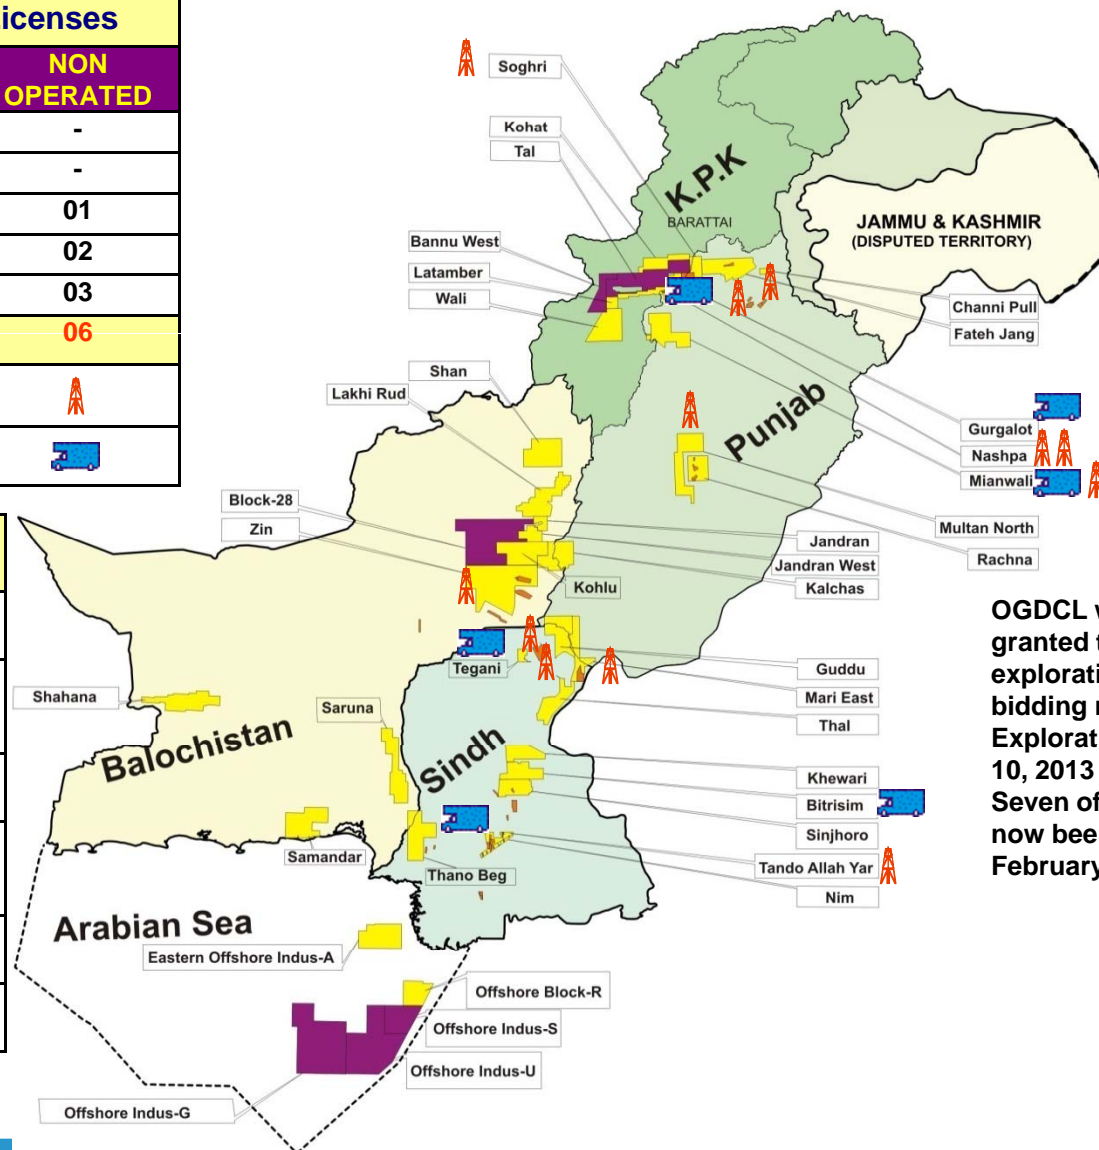 icenses
NON
OPERATED
-
-
01
02
03
06
Soghri
Kohat
Tal
K.P.K
BARATTAI
JAMMU & KASHMIR
(DISPUTED TERRITORY)
Bannu West
Latamber
Wali
Channi Pull
Fateh Jang
Shan
Lakhi Rud
Punjab
Gurgalot
Nashpa
Mianwali
Block-28
Zin
Multan North
Rachna
Jandran
Jandran West
Kalchas
Kohlu
OGDCL w
granted t
explorati
bidding r
Explorat
10, 2013
Seven of
now bee
February
Tegani
Guddu
Mari East
Thal
Shahana
Saruna
Balochistan
Sindh
Khewari
Bitrisim
Sinjhoro
Samandar
Thano Beg
Tando Allah Yar
Nim
Arabian Sea
Eastern Offshore Indus-A
Offshore Block-R
Offshore Indus-S
Offshore Indus-U
Offshore Indus-G